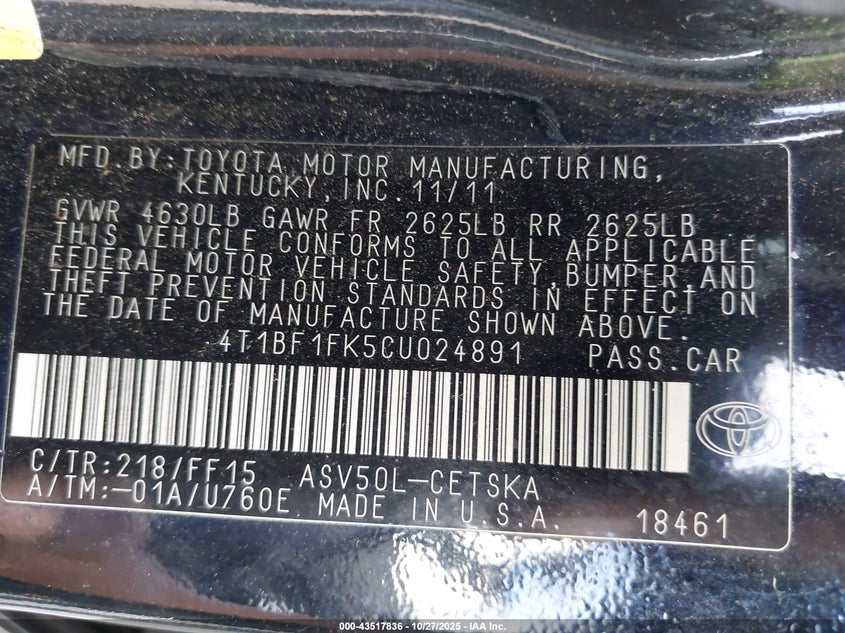 MFD.BY:TOYOTA MOTOR MANUFACTURING,
KENTUCKY,INC.11/11
GVWR 4630LB GAWR FR 2625LB RR 2625LB
THIS VEHICLE CONFORMS TO ALL APPLICABLE
FEDERAL MOTOR VEHICLE SAFETY,BUMPER,AND
THEFT PREVENTION STANDARDS IN EFFECT ON
THE DATE OF MANUFACTURE SHOWN ABOVE.
4T1BF1FK5CU024891 PASS.CAR
C/TR:218/FF15 ASV50L-CETSKA
A/TM:-01A/U760E MADE IN U.S.A. 18461
000-43517836 - 10/27/2025 - IAA Inc.